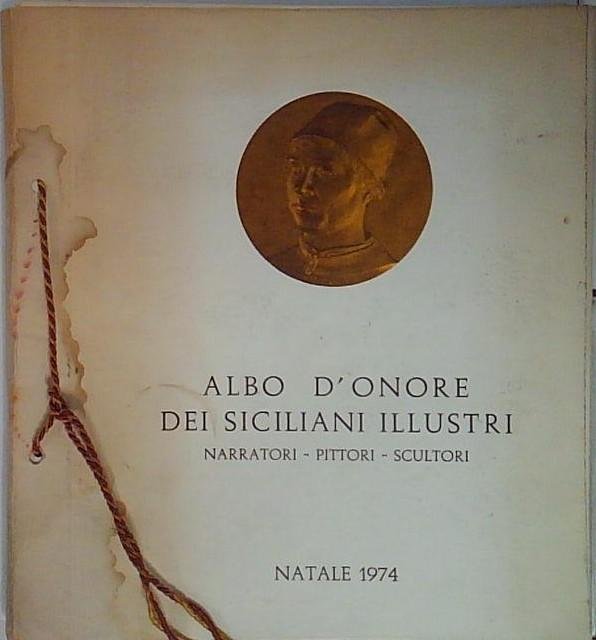 ALBO D'ONORE
DEI SICILIANI ILLUSTRI
NARRATORI - PITTORI - SCULTORI
NATALE 1974